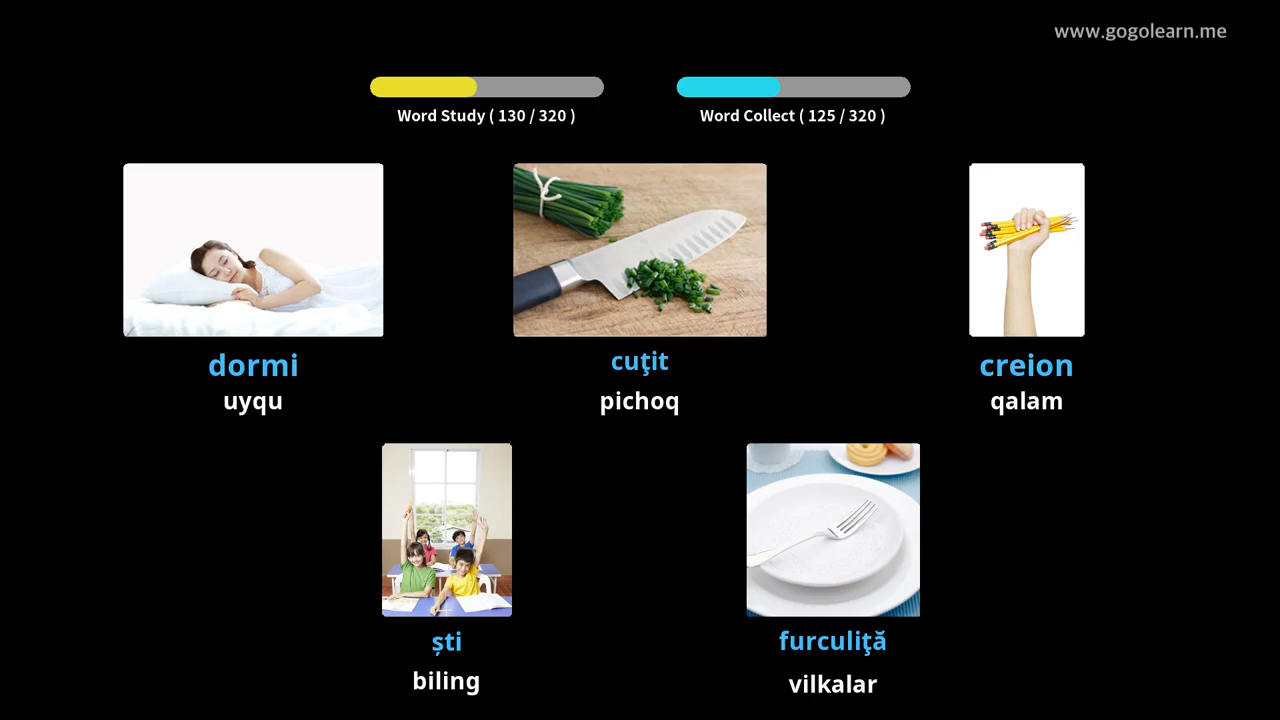 www.gogolearn.me
Word Study ( 130 / 320 )
Word Collect ( 125 / 320 )
dormi
cuţit
creion
uyqu
pichoq
qalam
ști
furculiţă
biling
vilkalar